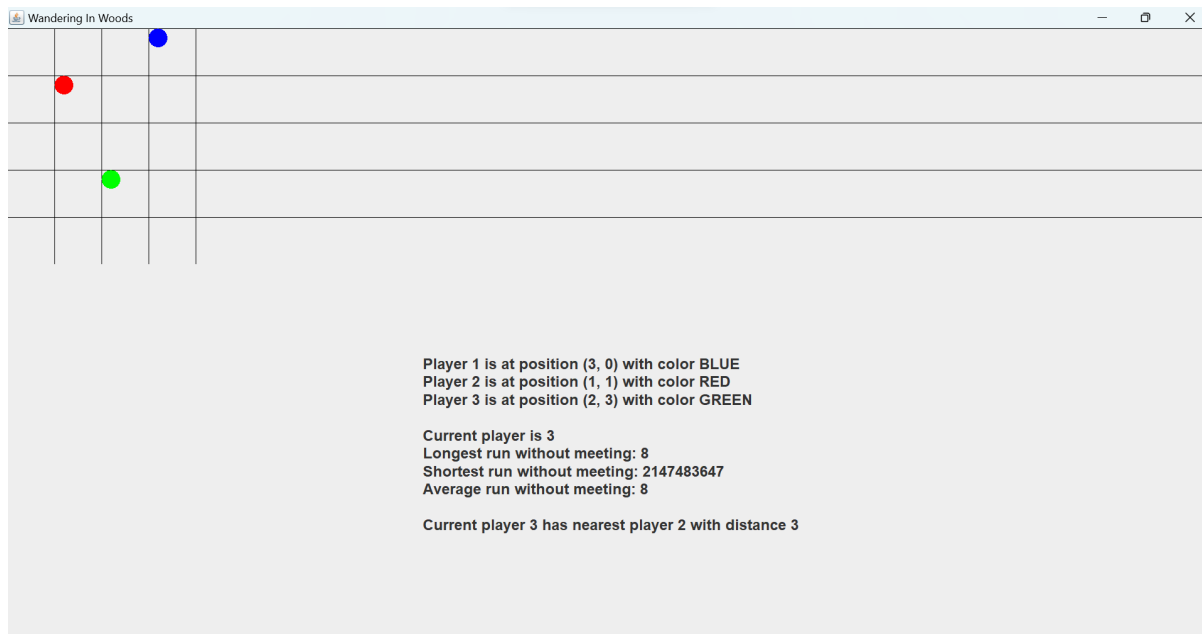 Wandering In Woods
Player 1 is at position (3, 0) with color BLUE
Player 2 is at position (1, 1) with color RED
Player 3 is at position (2, 3) with color GREEN
Current player is 3
Longest run without meeting: 8
Shortest run without meeting: 2147483647
Average run without meeting: 8
Current player 3 has nearest player 2 with distance 3